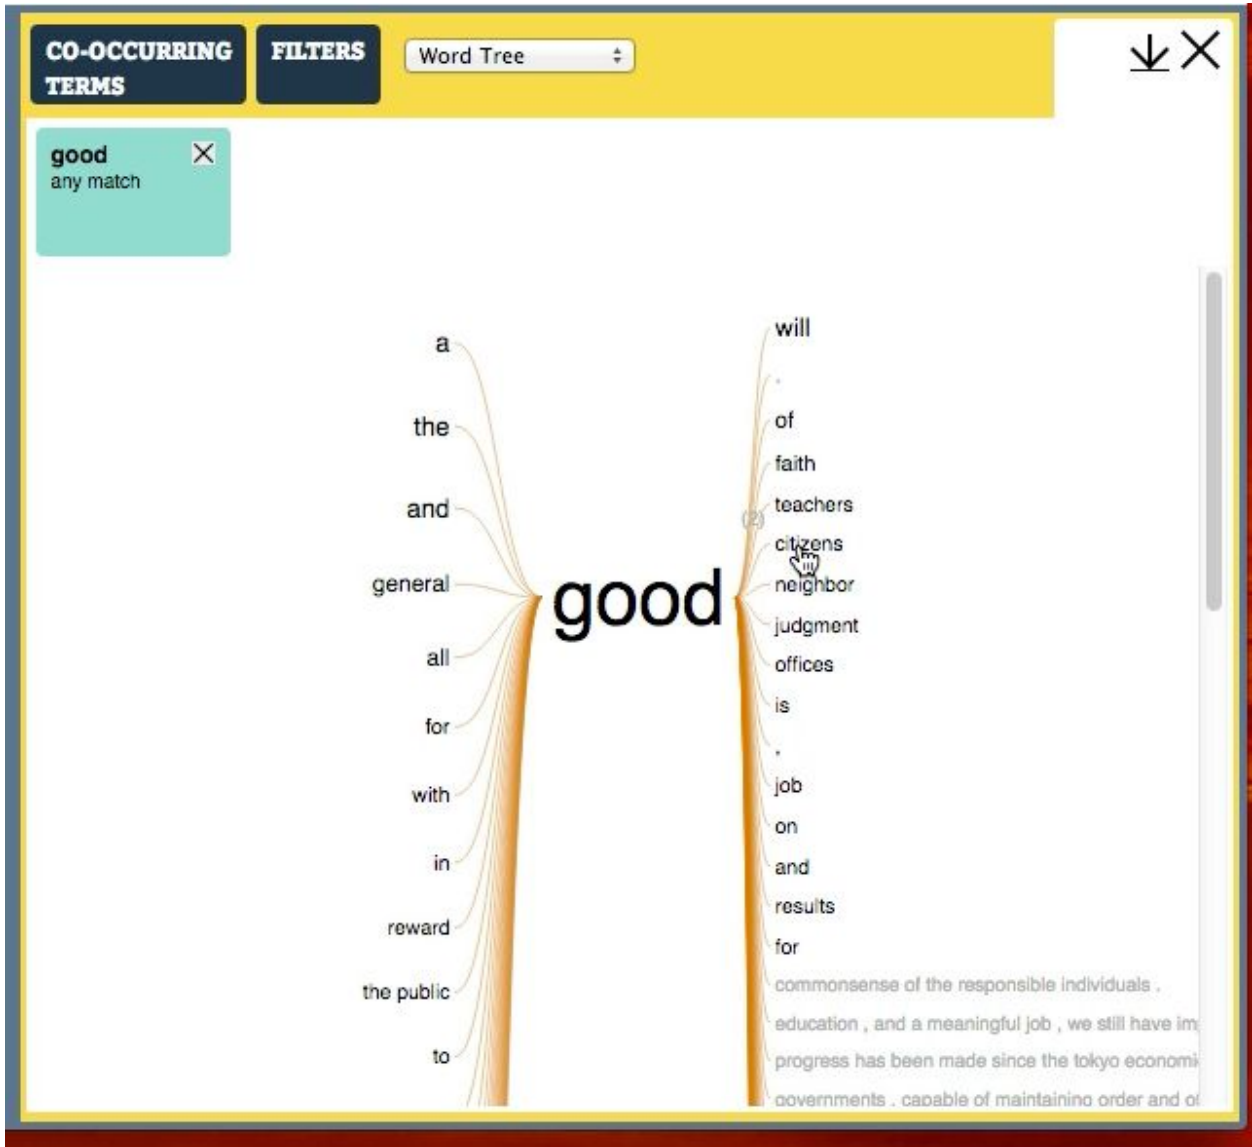 CO-OCCURRING
TERMS
FILTERS
Word Tree
good
any match
a
the
and
general
all
for
with
in
reward
the public
to
good
will
.
of
faith
teachers
(2)
citizens
neighbor
judgment
offices
is
,
job
on
and
results
for
commonsense of the responsible individuals .
education , and a meaningful job , we still have im
progress has been made since the tokyo economi
governments , capable of maintaining order and of